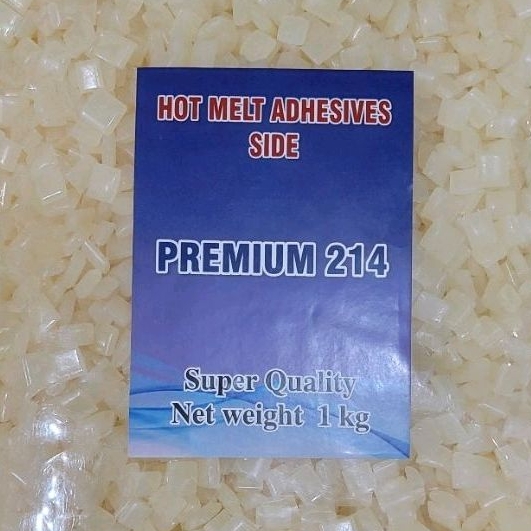 HOT MELT ADHESIVES
SIDE
PREMIUM 214
Super Quality
Net weight 1 kg